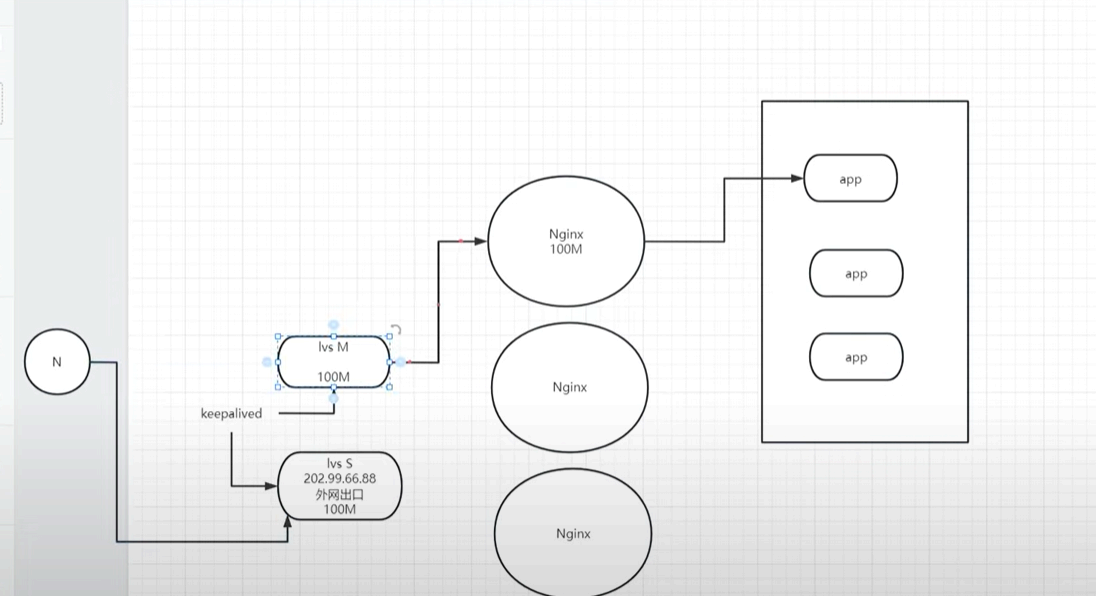 N
lvs M
100M
keepalived
lvs S
202.99.66.88
外网出口
100M
Nginx
100M
Nginx
Nginx
app
app
app